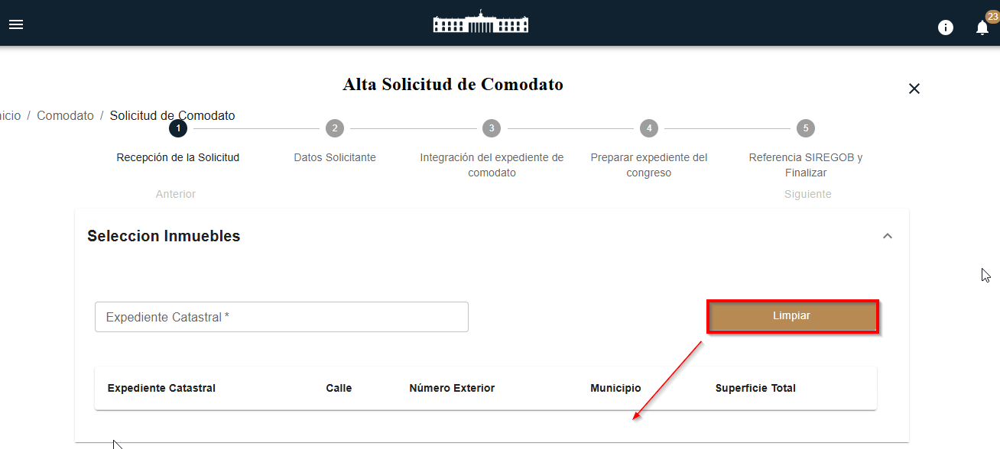 23
Alta Solicitud de Comodato
icio / Comodato / Solicitud de Comodato
1
2
3
4
5
Recepción de la Solicitud
Datos Solicitante
Integración del expediente de
comodato
Preparar expediente del
congreso
Referencia SIREGOB y
Finalizar
Anterior
Siguiente
Seleccion Inmuebles
Expediente Catastral *
Limpiar
Expediente Catastral
Calle
Número Exterior
Municipio
Superficie Total